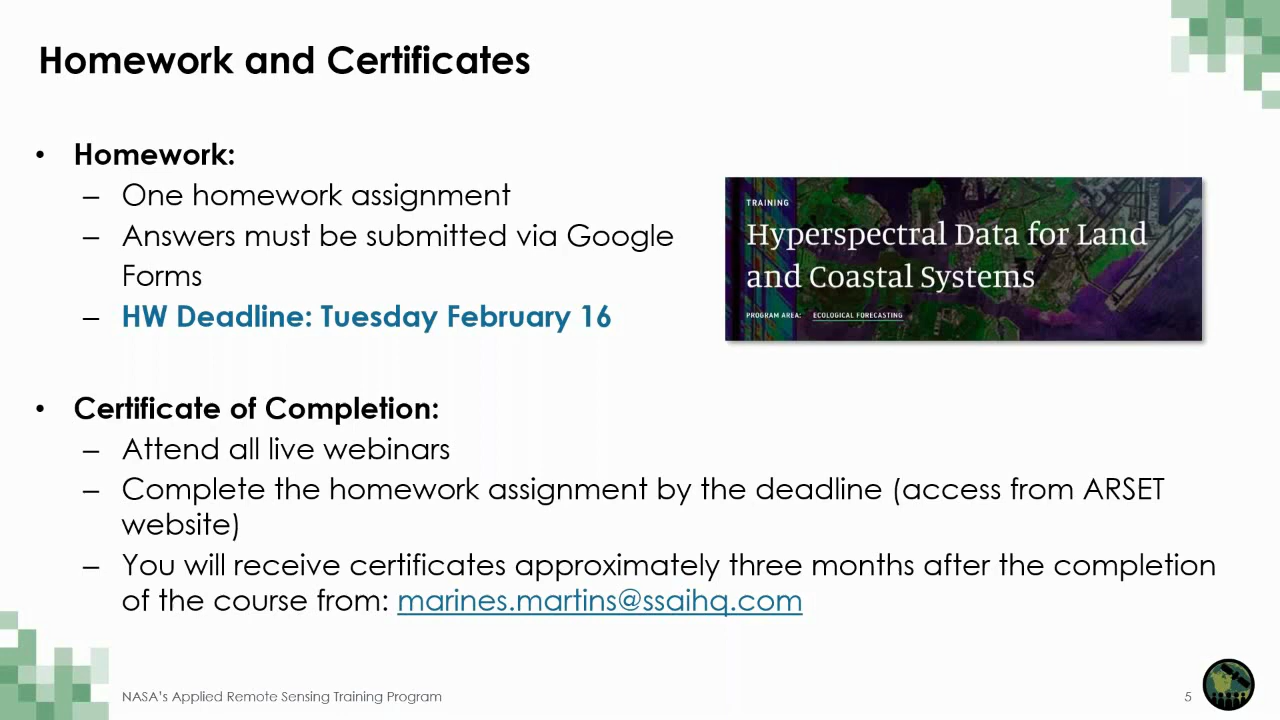 Homework and Certificates
• Homework:
– One homework assignment
– Answers must be submitted via Google
Forms
– HW Deadline: Tuesday February 16
TRAINING
Hyperspectral Data for Land
and Coastal Systems
PROGRAM AREA: ECOLOGICAL FORECASTING
• Certificate of Completion:
– Attend all live webinars
– Complete the homework assignment by the deadline (access from ARSET
website)
– You will receive certificates approximately three months after the completion
of the course from: marines.martins@ssaihq.com
NASA's Applied Remote Sensing Training Program
5